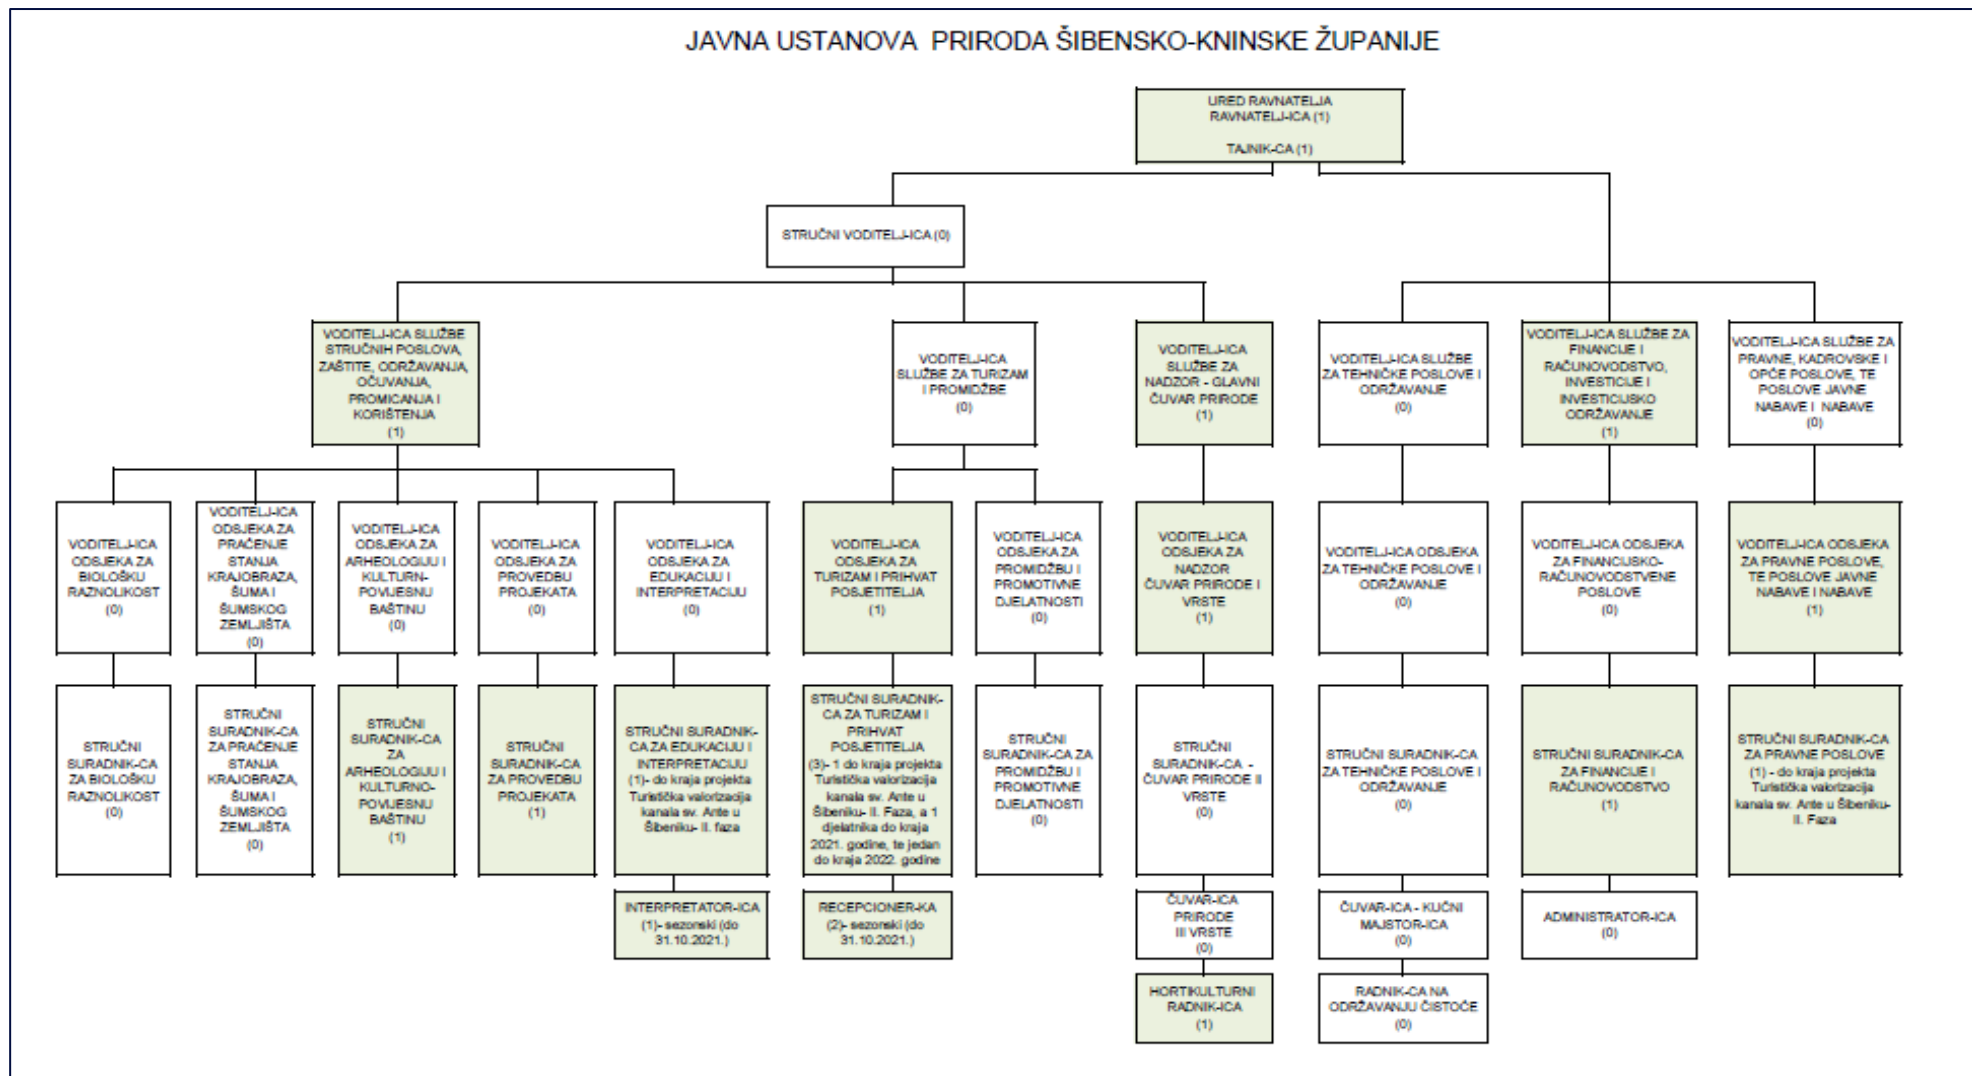 JAVNA USTANOVA PRIRODA ŠIBENSKO-KNINSKE ŽUPANIJE
URED RAVNATELJA
RAVNATELJ-ICA (1)
TAJNIK-CA (1)
STRUČNI VODITELJ-ICA (0)
VODITELJ-ICA SLUŽBE
STRUČNIH POSLOVA,
ZAŠTITE, ODRŽAVANJA,
OČUVANJA,
PROMICANJA I
KORIŠTENJA
(1)
VODITELJ-ICA
SLUŽBE ZA TURIZAM
I PROMIDŽBE
(0)
VODITELJ-ICA
SLUŽBE ZA
NADZOR - GLAVNI
ČUVAR PRIRODE
(1)
VODITELJ-ICA SLUŽBE
ZA TEHNIČKE POSLOVE I
ODRŽAVANJE
(0)
VODITELJ-ICA SLUŽBE ZA
FINANCIJE I
RAČUNOVODSTVO,
INVESTICIJE I
INVESTICIJSKO
ODRŽAVANJE
(1)
VODITELJ-ICA SLUŽBE ZA
PRAVNE, KADROVSKE I
OPĆE POSLOVE, TE
POSLOVE JAVNE
NABAVE I NABAVE
(0)
VODITELJ-ICA
ODSJEKA ZA
BIOLOŠKU
RAZNOLIKOST
(0)
VODITELJ-ICA
ODSJEKA ZA
PRAĆENJE
STANJA
KRAJOBRAZA,
ŠUMA I
ŠUMSKOG
ZEMLJIŠTA
(0)
VODITELJ-ICA
ODSJEKA ZA
ARHEOLOGIJU I
KULTURN-
POVIJESNU
BAŠTINU
(0)
VODITELJ-ICA
ODSJEKA ZA
PROVEDBU
PROJEKATA
(0)
VODITELJ-ICA
ODSJEKA ZA
EDUKACIJU I
INTERPRETACIJU
(0)
VODITELJ-ICA
ODSJEKA ZA
TURIZAM I PRIHVAT
POSJETITELJA
(1)
VODITELJ-ICA
ODSJEKA ZA
PROMIDŽBU I
PROMOTIVNE
DJELATNOSTI
(0)
VODITELJ-ICA
ODSJEKA ZA
NADZOR
ČUVAR PRIRODE I
VRSTE
(1)
VODITELJ-ICA ODSJEKA
ZA TEHNIČKE POSLOVE I
ODRŽAVANJE
(0)
VODITELJ-ICA ODSJEKA
ZA FINANCIJSKO-
RAČUNOVODSTVENE
POSLOVE
(0)
VODITELJ-ICA ODSJEKA
ZA PRAVNE POSLOVE,
TE POSLOVE JAVNE
NABAVE I NABAVE
(1)
STRUČNI
SURADNIK-CA
ZA BIOLOŠKU
RAZNOLIKOST
(0)
STRUČNI
SURADNIK-CA
ZA PRAĆENJE
STANJA
KRAJOBRAZA,
ŠUMA I
ŠUMSKOG
ZEMLJIŠTA
(0)
STRUČNI
SURADNIK-CA
ZA
ARHEOLOGIJU I
KULTURNO-
POVIJESNU
BAŠTINU
(1)
STRUČNI
SURADNIK-CA
ZA PROVEDBU
PROJEKATA
(1)
STRUČNI SURADNIK-
CA ZA EDUKACIJU I
INTERPRETACIJU
(1)- do kraja projekta
Turistička valorizacija
kanala sv. Ante u
Šibeniku- II. faza
STRUČNI SURADNIK-
CA ZA TURIZAM I
PRIHVAT
POSJETITELJA
(3)- 1 do kraja projekta
Turistička valorizacija
kanala sv. Ante u
Šibeniku- II. Faza, a 1
djelatnika do kraja
2021. godine, te jedan
do kraja 2022. godine
STRUČNI
SURADNIK-CA ZA
PROMIDŽBU I
PROMOTIVNE
DJELATNOSTI
(0)
STRUČNI
SURADNIK-CA -
ČUVAR PRIRODE II
VRSTE
(0)
STRUČNI SURADNIK-CA
ZA TEHNIČKE POSLOVE I
ODRŽAVANJE
(0)
STRUČNI SURADNIK-CA
ZA FINANCIJE I
RAČUNOVODSTVO
(1)
STRUČNI SURADNIK-CA
ZA PRAVNE POSLOVE
(1) - do kraja projekta
Turistička valorizacija
kanala sv. Ante u Šibeniku-
II. Faza
INTERPRETATOR-ICA
(1)- sezonski (do
31.10.2021.)
RECEPCIONER-KA
(2)- sezonski (do
31.10.2021.)
ČUVAR-ICA
PRIRODE
III VRSTE
(0)
ČUVAR-ICA - KUĆNI
MAJSTOR-ICA
(0)
ADMINISTRATOR-ICA
(0)
HORTIKULTURNI
RADNIK-ICA
(1)
RADNIK-CA NA
ODRŽAVANJU ČISTOĆE
(0)